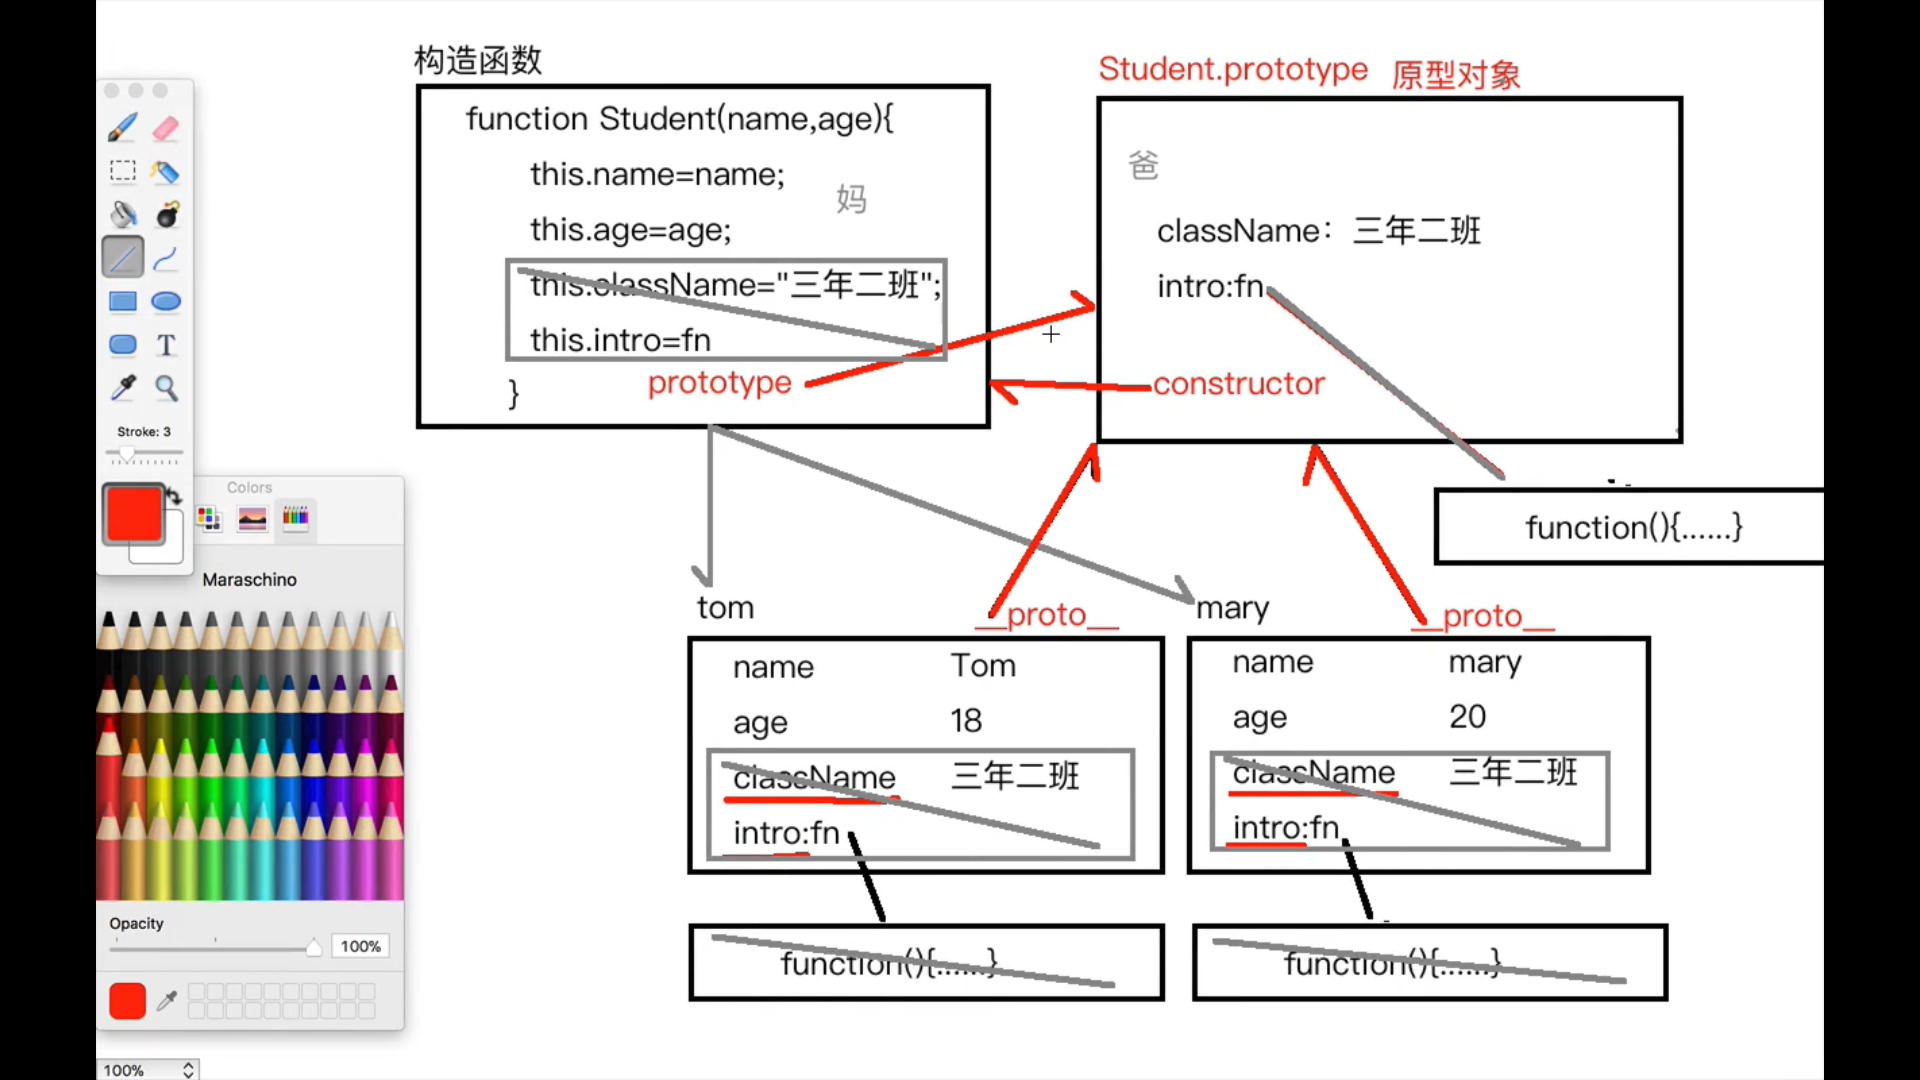 构造函数
function Student(name,age){
this.name=name;
妈
this.age=age;
this.className="三年二班";
this.intro=fn
prototype
}
Student.prototype 原型对象
爸
className：三年二班
intro:fn
constructor
function(){......}
Stroke: 3
Colors
Maraschino
Opacity
100%
100%
tom
__proto__
name Tom
age 18
className 三年二班
intro:fn
function(){......}
mary
__proto__
name mary
age 20
className 三年二班
intro:fn
function(){......}